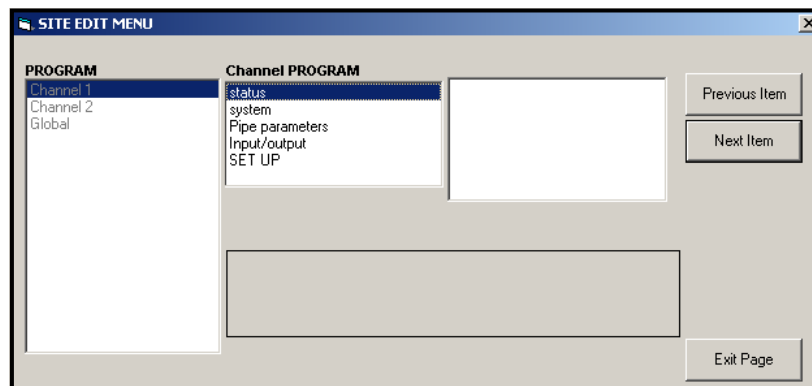 SITE EDIT MENU
PROGRAM
Channel 1
Channel 2
Global
Channel PROGRAM
status
system
Pipe parameters
Input/output
SET UP
Previous Item
Next Item
Exit Page